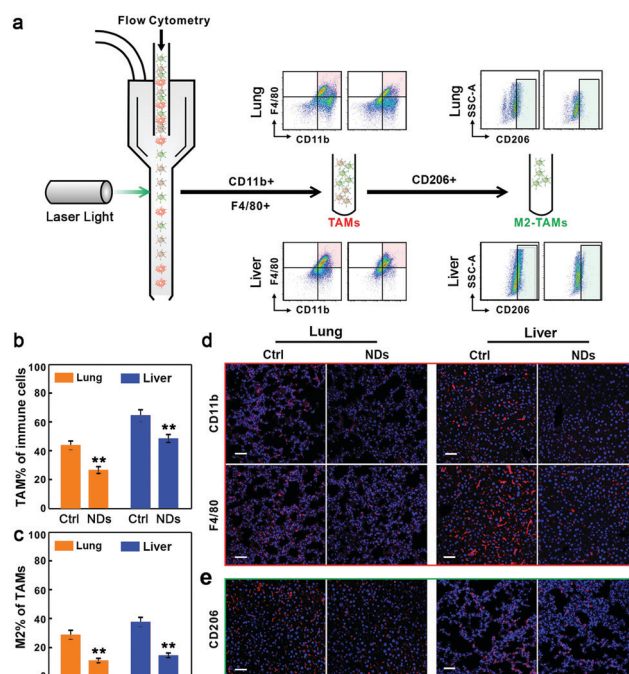 a
Flow Cytometry
Laser Light
CD11b+
F4/80+
Lung
F4/80
CD11b
TAMs
Liver
F4/80
CD11b
CD206+
Lung
SSC-A
CD206
M2-TAMs
Liver
SSC-A
CD206
b
TAM% of immune cells
100
80
60
40
20
0
Lung
Liver
**
**
Ctrl NDs Ctrl NDs
c
M2% of TAMs
100
80
60
40
20
Lung
Liver
**
**
d
Lung Liver
Ctrl NDs Ctrl NDs
CD11b
F4/80
e
CD206